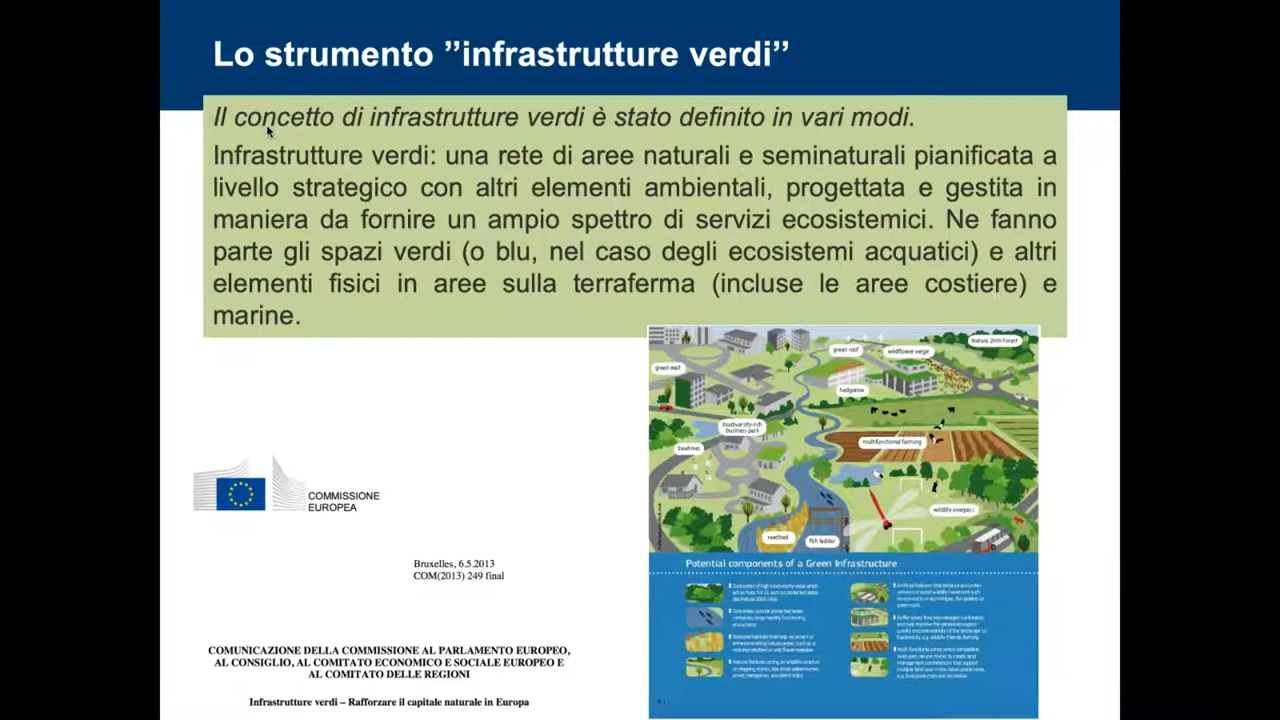 Lo strumento ”infrastrutture verdi”
Il concetto di infrastrutture verdi è stato definito in vari modi.
Infrastrutture verdi: una rete di aree naturali e seminaturali pianificata a
livello strategico con altri elementi ambientali, progettata e gestita in
maniera da fornire un ampio spettro di servizi ecosistemici. Ne fanno
parte gli spazi verdi (o blu, nel caso degli ecosistemi acquatici) e altri
elementi fisici in aree sulla terraferma (incluse le aree costiere) e
marine.
COMMISSIONE
EUROPEA
Bruxelles, 6.5.2013
COM(2013) 249 final
COMUNICAZIONE DELLA COMMISSIONE AL PARLAMENTO EUROPEO,
AL CONSIGLIO, AL COMITATO ECONOMICO E SOCIALE EUROPEO E
AL COMITATO DELLE REGIONI
Infrastrutture verdi – Rafforzare il capitale naturale in Europa
green roof
wildflower verge
Natura 2000 Forest
green wall
hedgerow
biodiversity-rich
business park
multifunctional farming
beehives
wildlife overpass
reedbed
fish ladder
Potential components of a Green Infrastructure